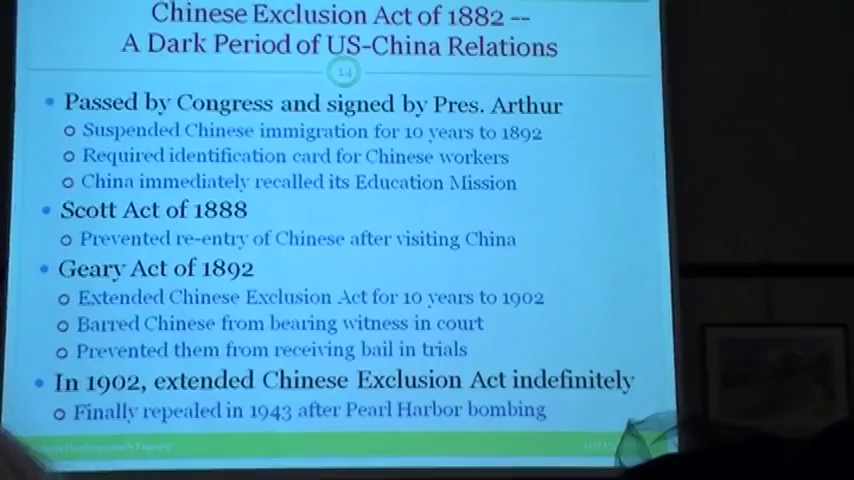 Chinese Exclusion Act of 1882 --
A Dark Period of US-China Relations
14
Passed by Congress and signed by Pres. Arthur
Suspended Chinese immigration for 10 years to 1892
Required identification card for Chinese workers
China immediately recalled its Education Mission
Scott Act of 1888
Prevented re-entry of Chinese after visiting China
Geary Act of 1892
Extended Chinese Exclusion Act for 10 years to 1902
Barred Chinese from bearing witness in court
Prevented them from receiving bail in trials
In 1902, extended Chinese Exclusion Act indefinitely
Finally repealed in 1943 after Pearl Harbor bombing